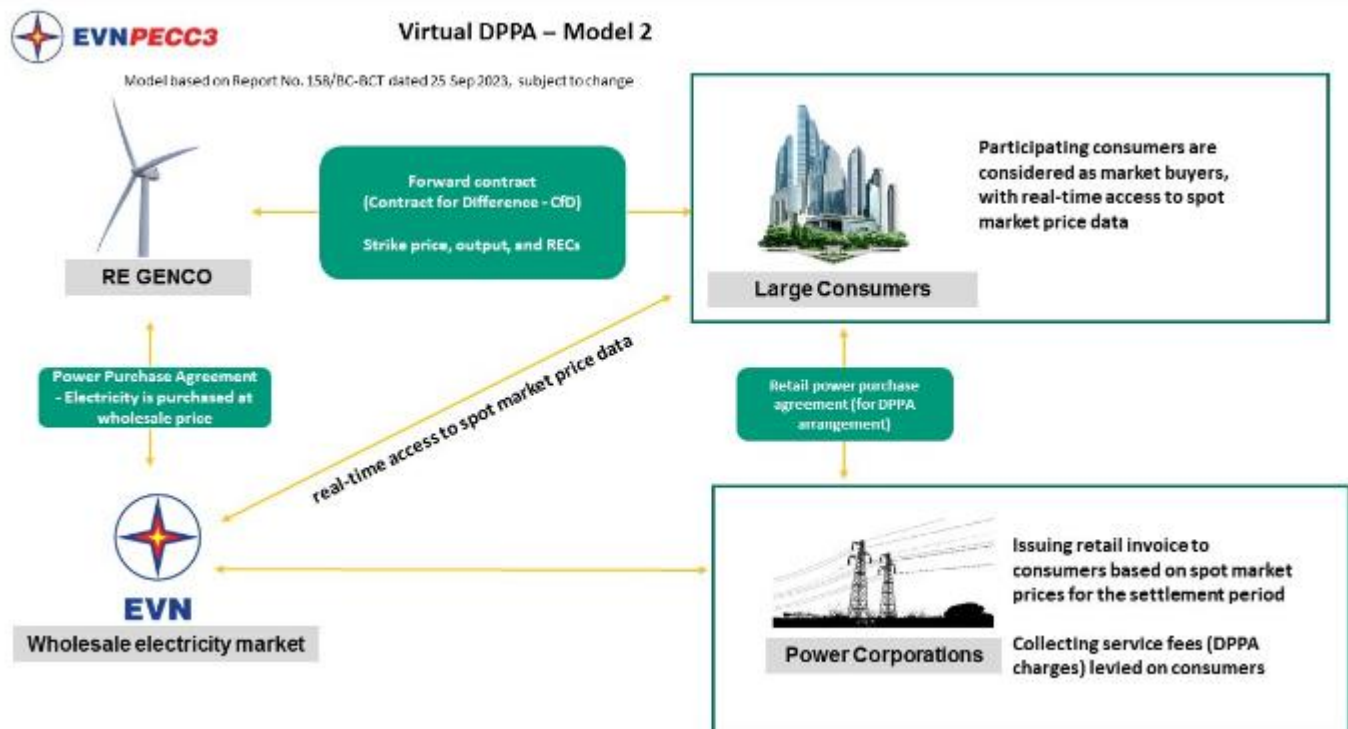 EVNPECC3
Virtual DPPA – Model 2
Model based on Report No. 158/BC-BCT dated 25 Sep 2023, subject to change
Forward contract
(Contract for Difference - CfD)
Strike price, output, and RECs
Participating consumers are
considered as market buyers,
with real-time access to spot
market price data
RE GENCO
Large Consumers
Power Purchase Agreement
- Electricity is purchased at
wholesale price
real-time access to spot market price data
Retail power purchase
agreement (for DPPA
arrangement)
EVN
Wholesale electricity market
Issuing retail invoice to
consumers based on spot market
prices for the settlement period
Collecting service fees (DPPA
charges) levied on consumers
Power Corporations